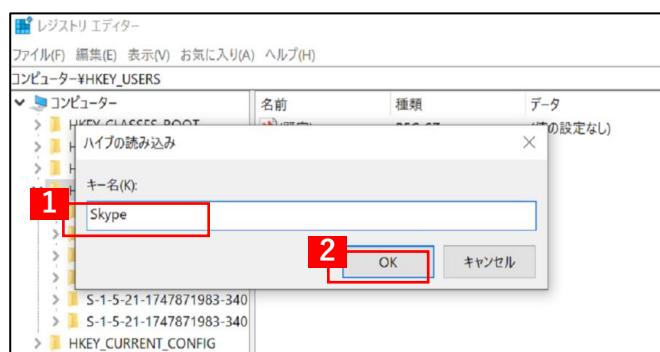 レジストリ エディター
ファイル(F) 編集(E) 表示(V) お気に入り(A) ヘルプ(H)
コンピューター¥HKEY_USERS
コンピューター
名前 種類 データ
HKEY_CLASSES_ROOT
ハイブの読み込み
の設定なし)
キー名(K):
1
Skype
2
OK キャンセル
S-1-5-21-1747871983-340
S-1-5-21-1747871983-340
HKEY_CURRENT_CONFIG